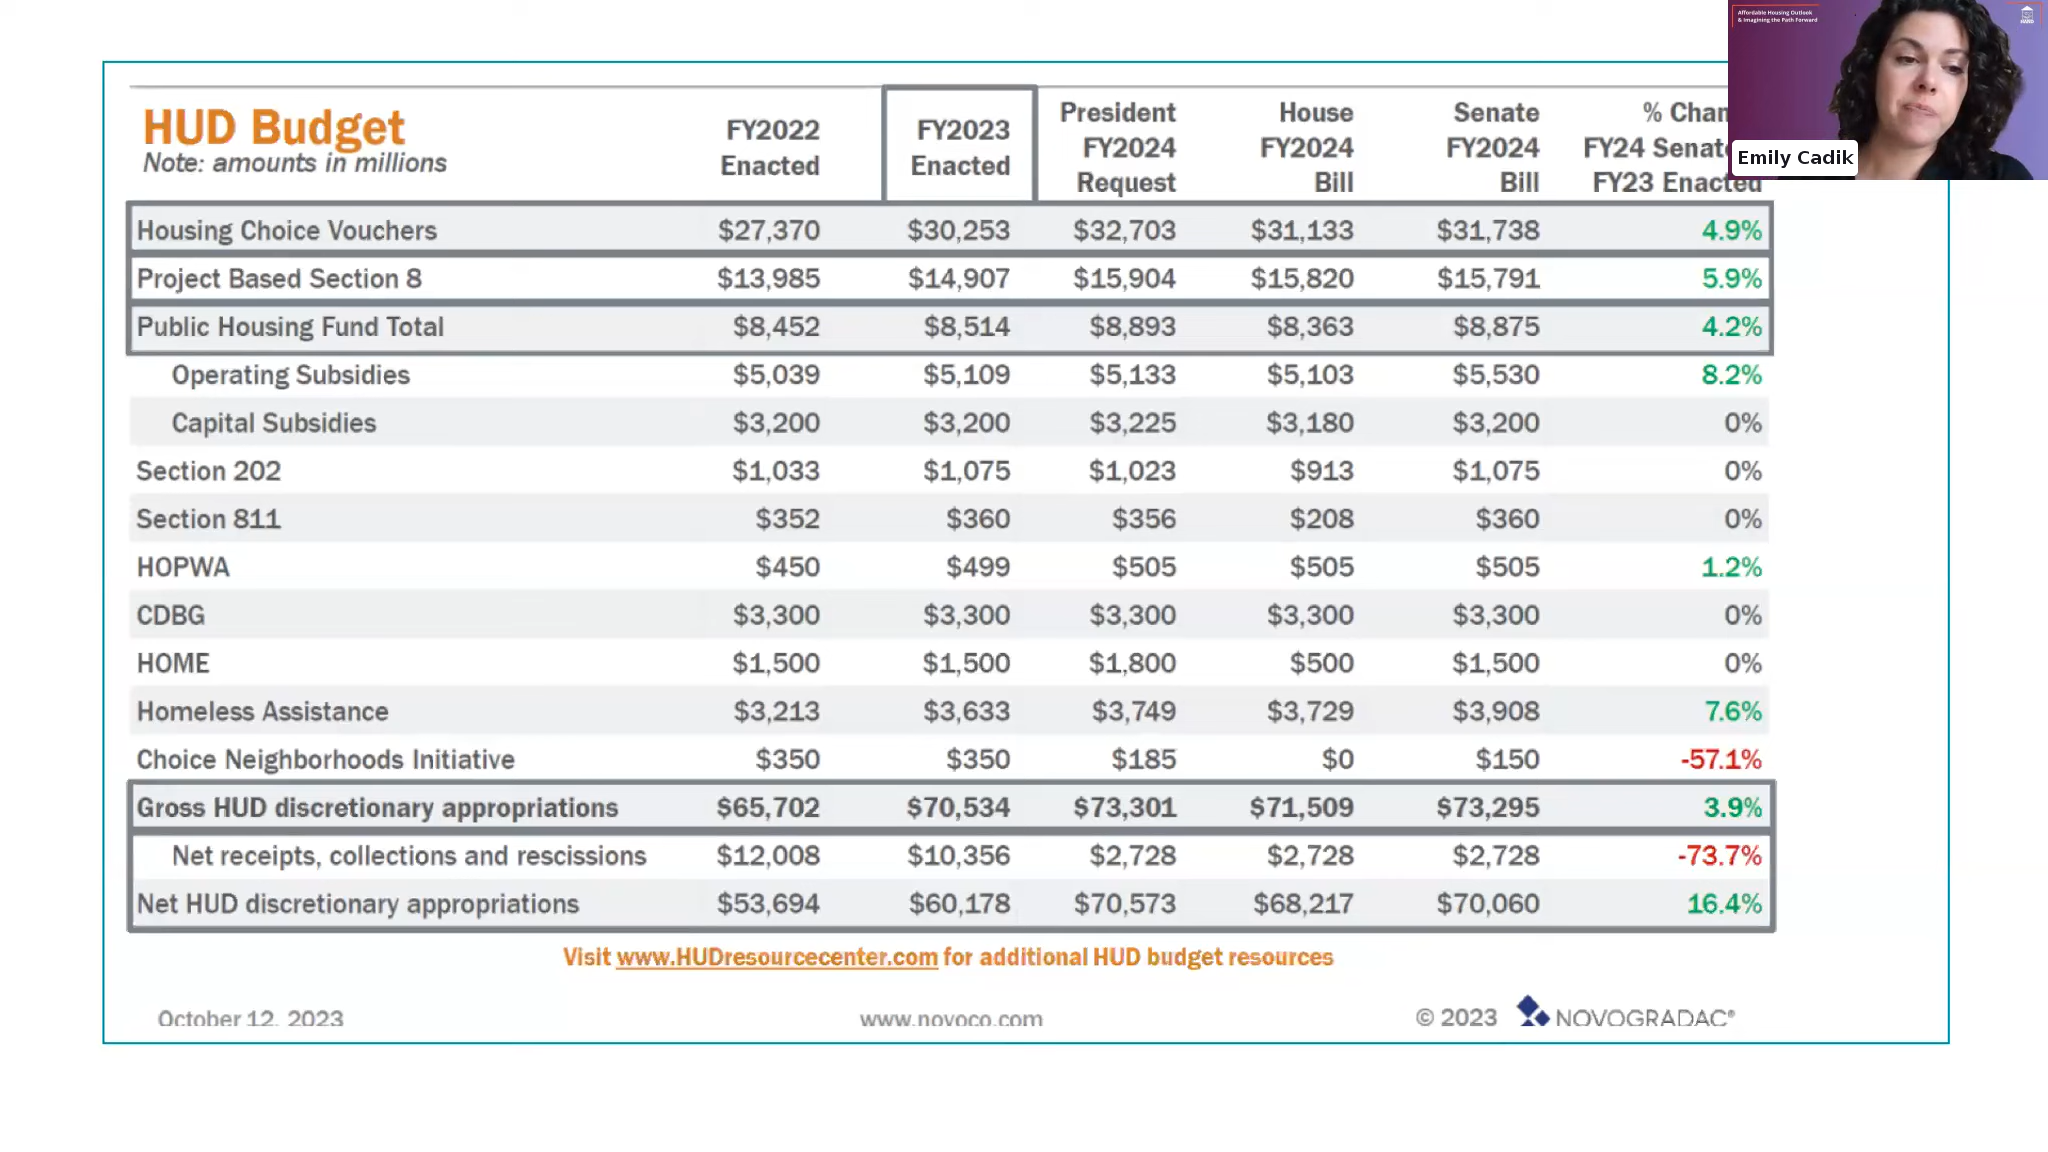 Affordable Housing Outlook
& Imagining the Path Forward
HAND
Emily Cadik
HUD Budget
Note: amounts in millions
FY2022 Enacted
FY2023 Enacted
President FY2024 Request
House FY2024 Bill
Senate FY2024 Bill
% FY24 FY23 Enacted
Housing Choice Vouchers $27,370 $30,253 $32,703 $31,133 $31,738 4.9%
Project Based Section 8 $13,985 $14,907 $15,904 $15,820 $15,791 5.9%
Public Housing Fund Total $8,452 $8,514 $8,893 $8,363 $8,875 4.2%
Operating Subsidies $5,039 $5,109 $5,133 $5,103 $5,530 8.2%
Capital Subsidies $3,200 $3,200 $3,225 $3,180 $3,200 0%
Section 202 $1,033 $1,075 $1,023 $913 $1,075 0%
Section 811 $352 $360 $356 $208 $360 0%
HOPWA $450 $499 $505 $505 $505 1.2%
CDBG $3,300 $3,300 $3,300 $3,300 $3,300 0%
HOME $1,500 $1,500 $1,800 $500 $1,500 0%
Homeless Assistance $3,213 $3,633 $3,749 $3,729 $3,908 7.6%
Choice Neighborhoods Initiative $350 $350 $185 $0 $150 -57.1%
Gross HUD discretionary appropriations $65,702 $70,534 $73,301 $71,509 $73,295 3.9%
Net receipts, collections and rescissions $12,008 $10,356 $2,728 $2,728 $2,728 -73.7%
Net HUD discretionary appropriations $53,694 $60,178 $70,573 $68,217 $70,060 16.4%
Visit www.HUDresourcecenter.com for additional HUD budget resources
October 12, 2023
www.novoco.com
© 2023 NOVOGRADAC®